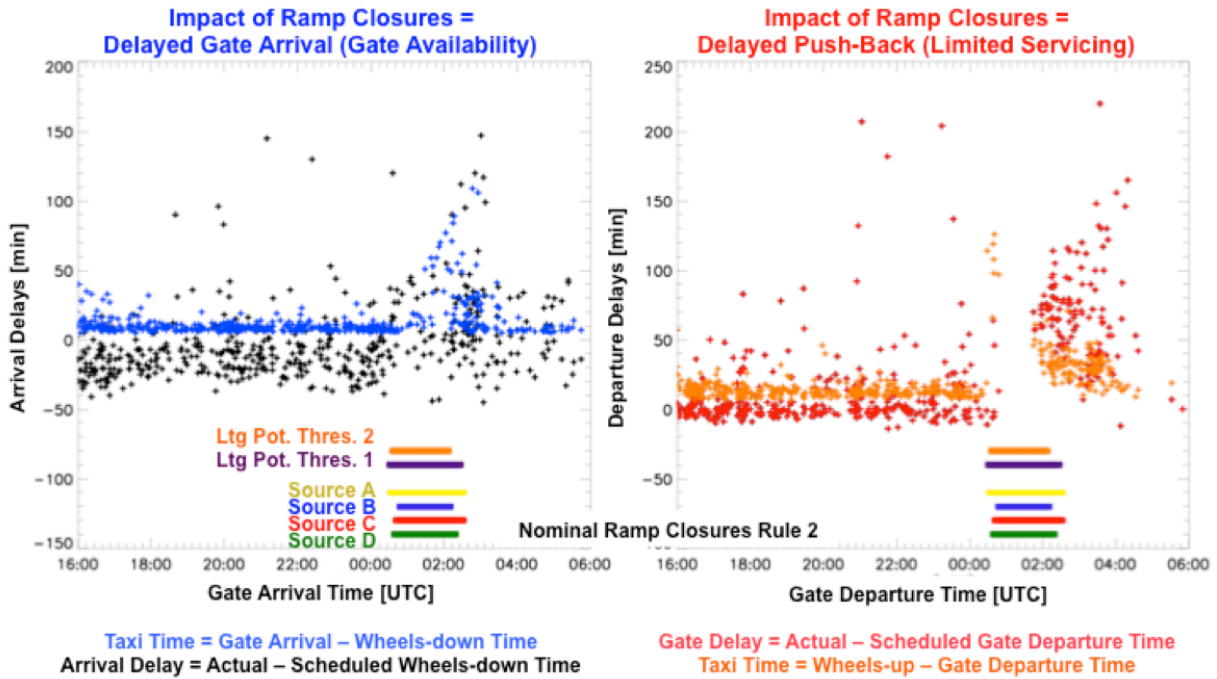 Impact of Ramp Closures =
Delayed Gate Arrival (Gate Availability)
Impact of Ramp Closures =
Delayed Push-Back (Limited Servicing)
200
150
100
50
0
−50
−100
−150
Arrival Delays [min]
Ltg Pot. Thres. 2
Ltg Pot. Thres. 1
Source A
Source B
Source C
Source D
16:00 18:00 20:00 22:00 00:00 02:00 04:00 06:00
Gate Arrival Time [UTC]
250
200
150
100
50
0
−50
Departure Delays [min]
Nominal Ramp Closures Rule 2
16:00 18:00 20:00 22:00 00:00 02:00 04:00 06:00
Gate Departure Time [UTC]
Taxi Time = Gate Arrival – Wheels-down Time
Arrival Delay = Actual – Scheduled Wheels-down Time
Gate Delay = Actual – Scheduled Gate Departure Time
Taxi Time = Wheels-up – Gate Departure Time